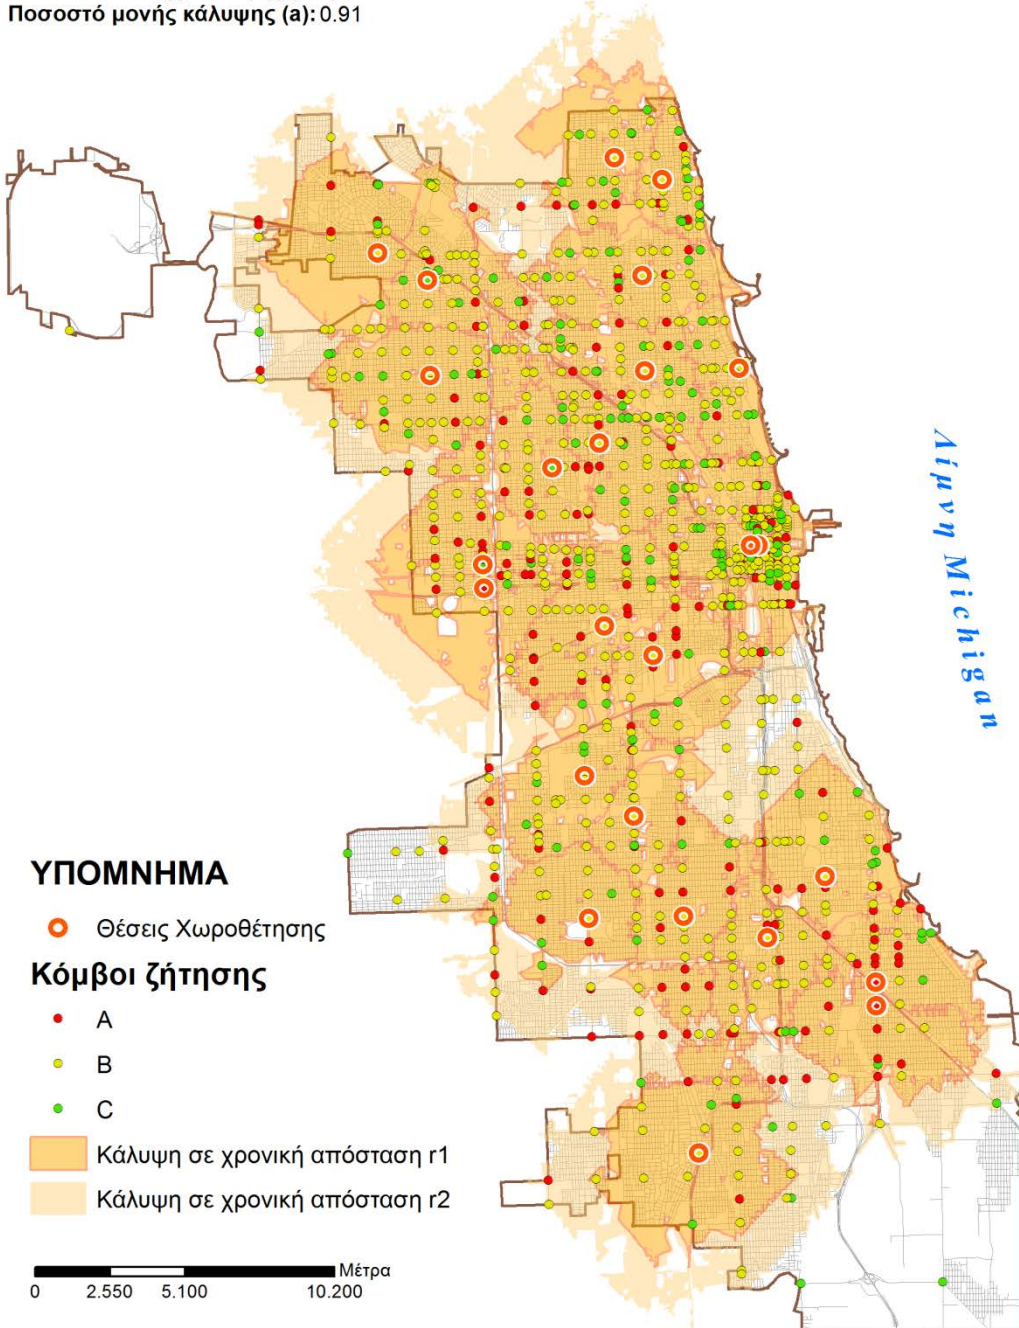 Ποσοστό μονής κάλυψης (a): 0.91
Λίμνη Michigan
ΥΠΟΜΝΗΜΑ
Θέσεις Χωροθέτησης
Κόμβοι ζήτησης
A
B
C
Κάλυψη σε χρονική απόσταση r1
Κάλυψη σε χρονική απόσταση r2
Μέτρα
0 2.550 5.100 10.200